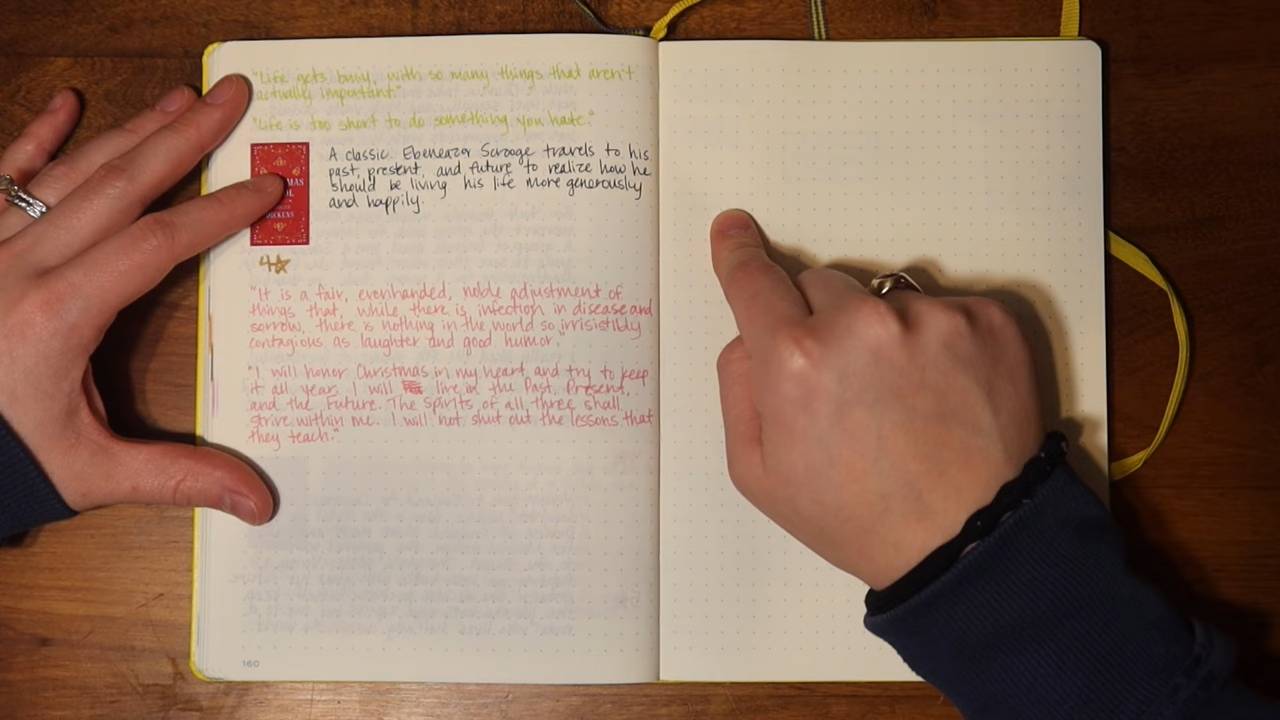 "Life gets busy, with so many things that aren't
actually important."
"Life is too short to do something you hate."
A classic. Ebeneazor Scrooge travels to his
past, present, and future to realize how he
should be living his life more generously
and happily.
MAS
OL
DICKENS
4☆
"It is a fair, evenhanded, noble adjustment of
things that, while there is infection in disease and
sorrow, there is nothing in the world so irrisistibly
contagious as laughter and good humor."
"I will honor Christmas in my heart, and try to keep
it all year. I will live in the Past, Present,
and the Future. The Spirits of all three shall
strive within me. I will not shut out the lessons that
they teach."
160